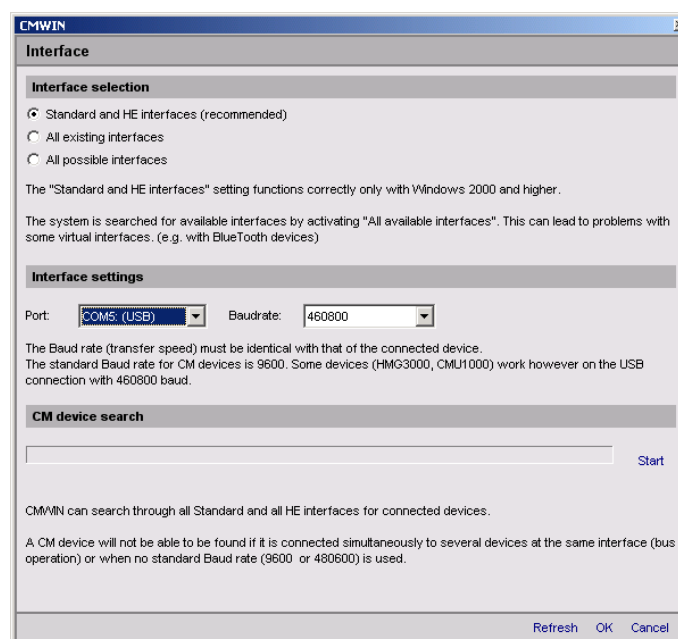 CMWIN
Interface
Interface selection
Standard and HE interfaces (recommended)
All existing interfaces
All possible interfaces
The "Standard and HE interfaces" setting functions correctly only with Windows 2000 and higher.
The system is searched for available interfaces by activating "All available interfaces". This can lead to problems with
some virtual interfaces. (e.g. with BlueTooth devices)
Interface settings
Port: COM5: (USB) Baudrate: 460800
The Baud rate (transfer speed) must be identical with that of the connected device.
The standard Baud rate for CM devices is 9600. Some devices (HMG3000, CMU1000) work however on the USB
connection with 460800 baud.
CM device search
Start
CMWIN can search through all Standard and all HE interfaces for connected devices.
A CM device will not be able to be found if it is connected simultaneously to several devices at the same interface (bus
operation) or when no standard Baud rate (9600 or 480600) is used.
Refresh OK Cancel